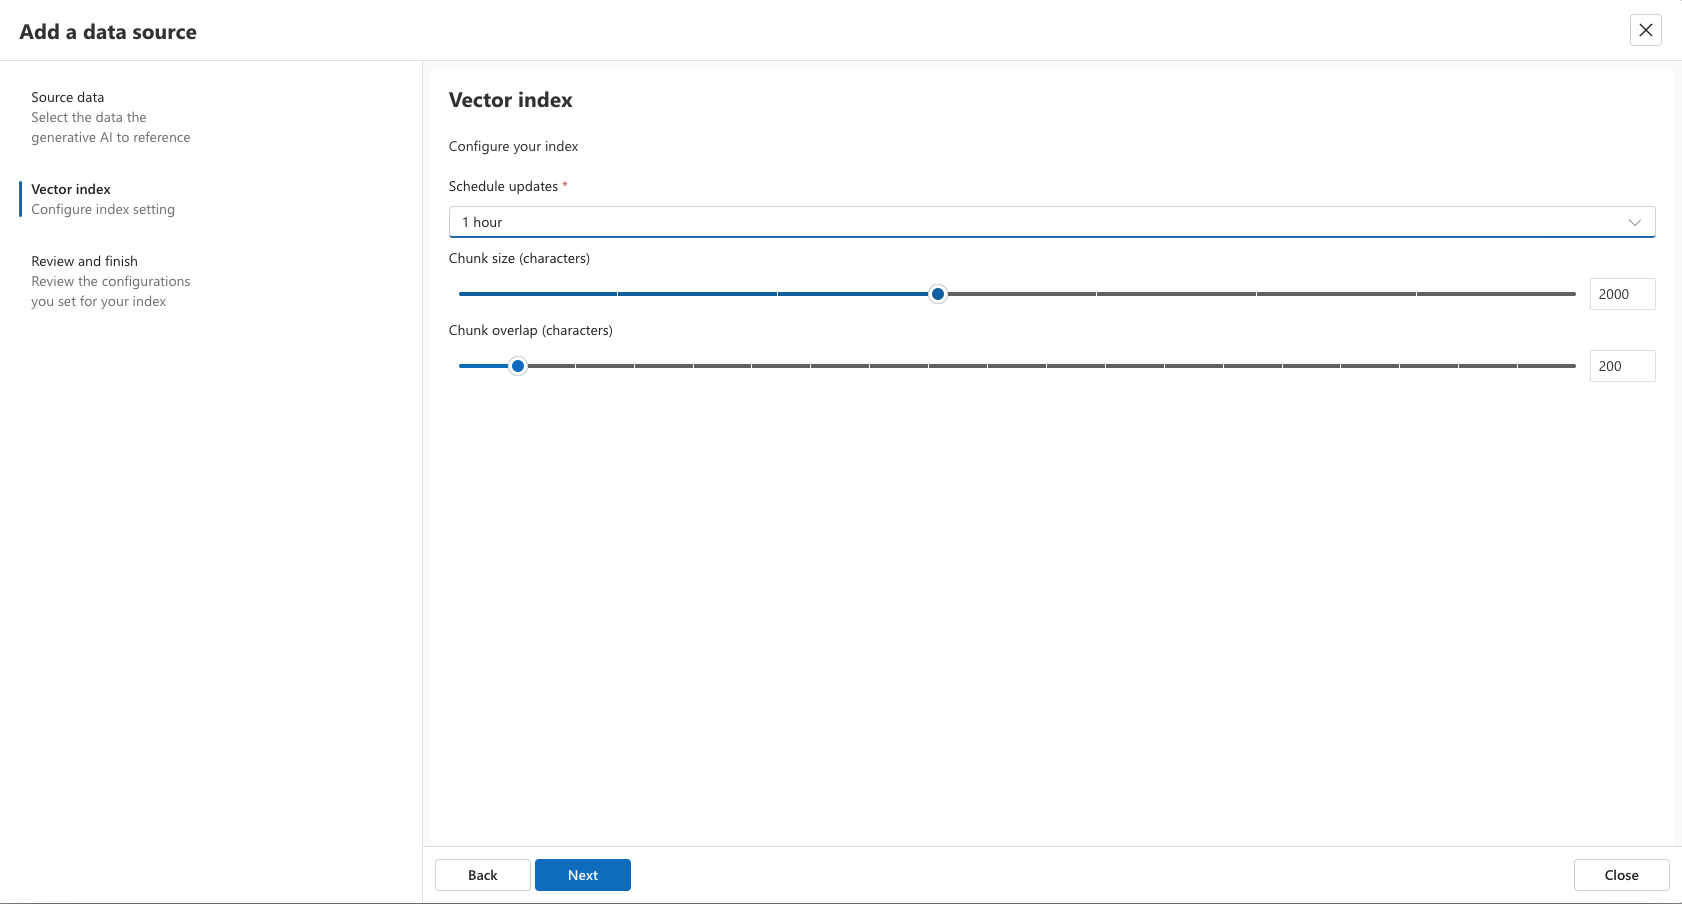 Add a data source
Source data
Select the data the
generative AI to reference
Vector index
Configure index setting
Review and finish
Review the configurations
you set for your index
Vector index
Configure your index
Schedule updates *
1 hour
Chunk size (characters)
2000
Chunk overlap (characters)
200
Back
Next
Close